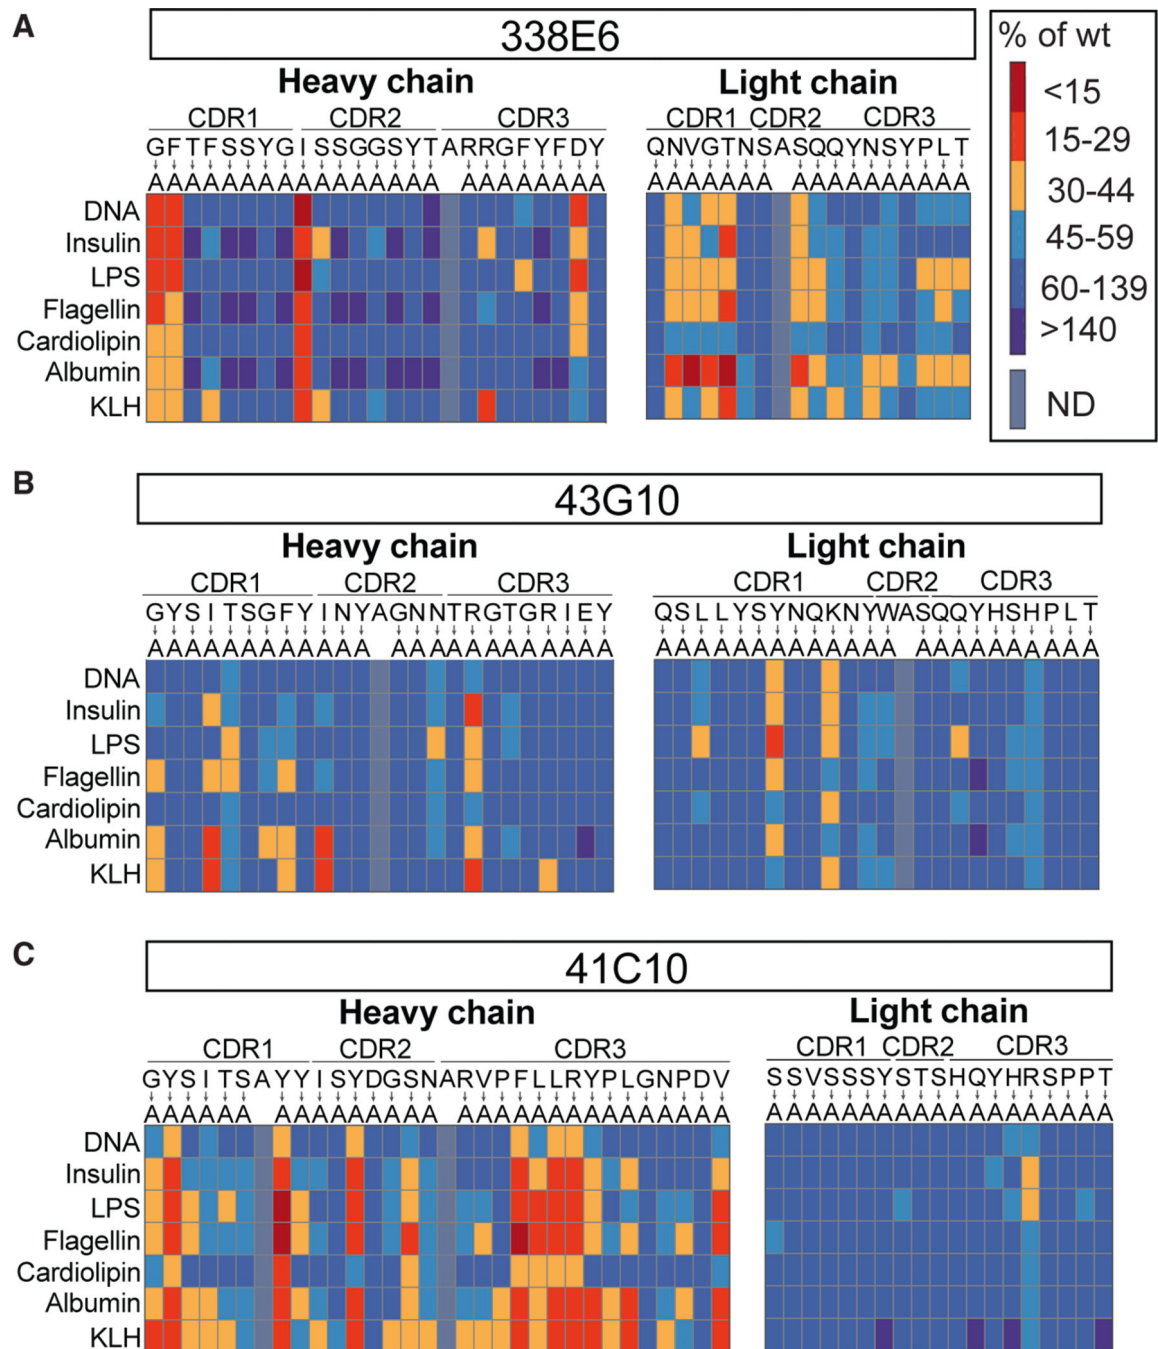 A
338E6
Heavy chain Light chain
CDR1 CDR2 CDR3 CDR1 CDR2 CDR3
GFTFSSYGISSGGSYTARRGFYFDY QNVGTNSASQQYNSYPLT
AAAAAAAAAAAAAAAA AAAAAAAA AAAAAAA AAAAAAAAAA
DNA
Insulin
LPS
Flagellin
Cardiolipin
Albumin
KLH
% of wt
<15
15-29
30-44
45-59
60-139
>140
ND
B
43G10
Heavy chain Light chain
CDR1 CDR2 CDR3 CDR1 CDR2 CDR3
GYSITSGFYINYAGNNTRGTGRIEY QSLLYSYNQKNYWASQQYHSHPLT
AAAAAAAAAAAA AAAAAAAAAAAA AAAAAAAAAAAAA AAAAAAAAAA
DNA
Insulin
LPS
Flagellin
Cardiolipin
Albumin
KLH
C
41C10
Heavy chain Light chain
CDR1 CDR2 CDR3 CDR1 CDR2 CDR3
GYSITSAYYISYDGSNARVPFLLRYPLGNPDV SSVSSSYSTSHQYHRSPPT
AAAAAA AAAAAAAAA AAAAAAAAAAAAAAA AAAAAAAAAAAAAAAAAAA
DNA
Insulin
LPS
Flagellin
Cardiolipin
Albumin
KLH